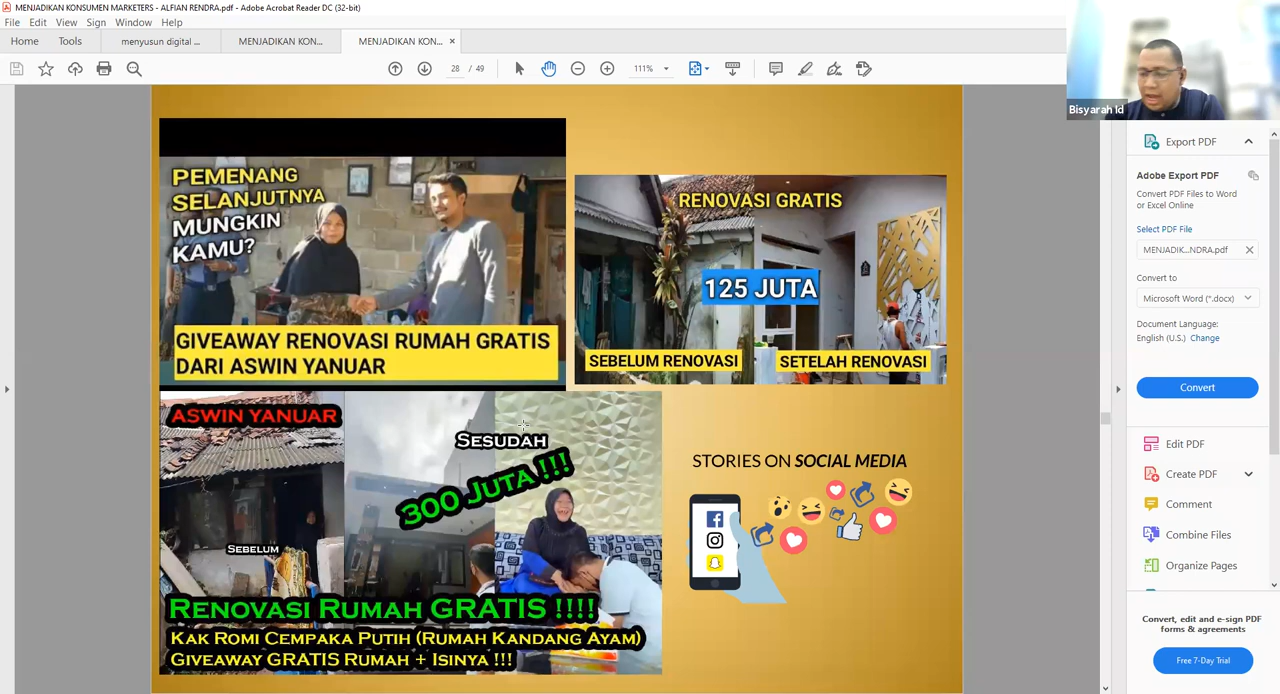 MENJADIKAN KONSUMEN MARKETERS - ALFIAN RENDRA.pdf - Adobe Acrobat Reader DC (32-bit)
File Edit View Sign Window Help
Home Tools menyusun digital ... MENJADIKAN KON... MENJADIKAN KON... ×
28 / 49 111%
Bisyarah Id
PEMENANG
SELANJUTNYA
MUNGKIN
KAMU?
GIVEAWAY RENOVASI RUMAH GRATIS
DARI ASWIN YANUAR
RENOVASI GRATIS
125 JUTA
SEBELUM RENOVASI
SETELAH RENOVASI
ASWIN YANUAR
SESUDAH
300 JUTA !!!
SEBELUM
RENOVASI RUMAH GRATIS !!!!
KAK ROMI CEMPAKA PUTIH (RUMAH KANDANG AYAM)
GIVEAWAY GRATIS RUMAH + ISINYA !!!
STORIES ON SOCIAL MEDIA
Export PDF
Adobe Export PDF
Convert PDF Files to Word
or Excel Online
Select PDF File
MENJADIK...NDRA.pdf
Convert to
Microsoft Word (*.docx)
Document Language:
English (U.S.) Change
Convert
Edit PDF
Create PDF
Comment
Combine Files
Organize Pages
Convert, edit and e-sign PDF
forms & agreements
Free 7-Day Trial